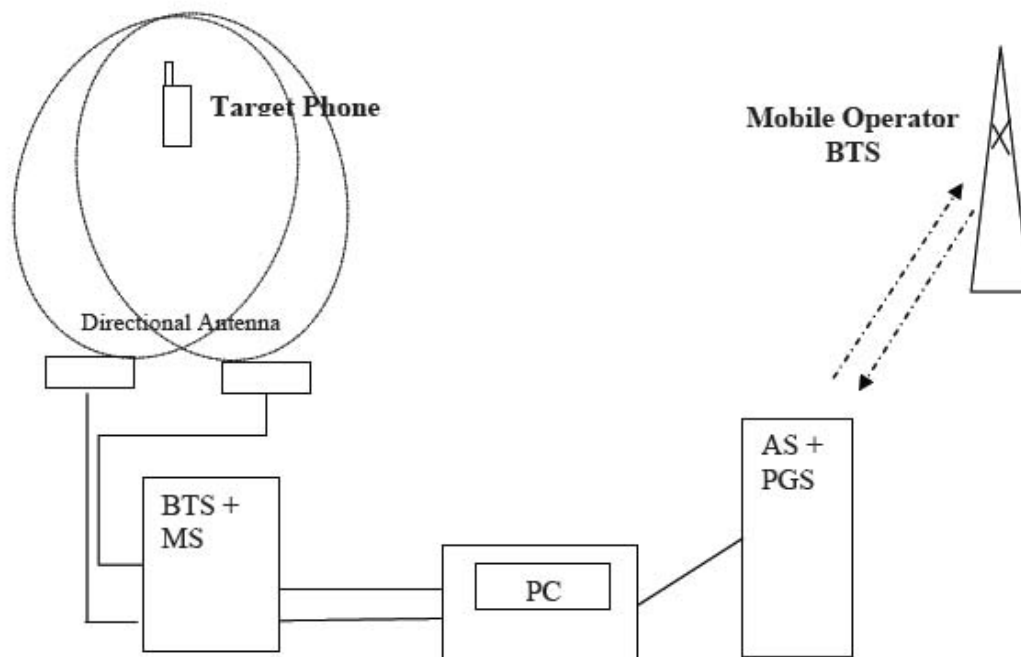 Target Phone
Mobile Operator
BTS
Directional Antenna
BTS +
MS
PC
AS +
PGS